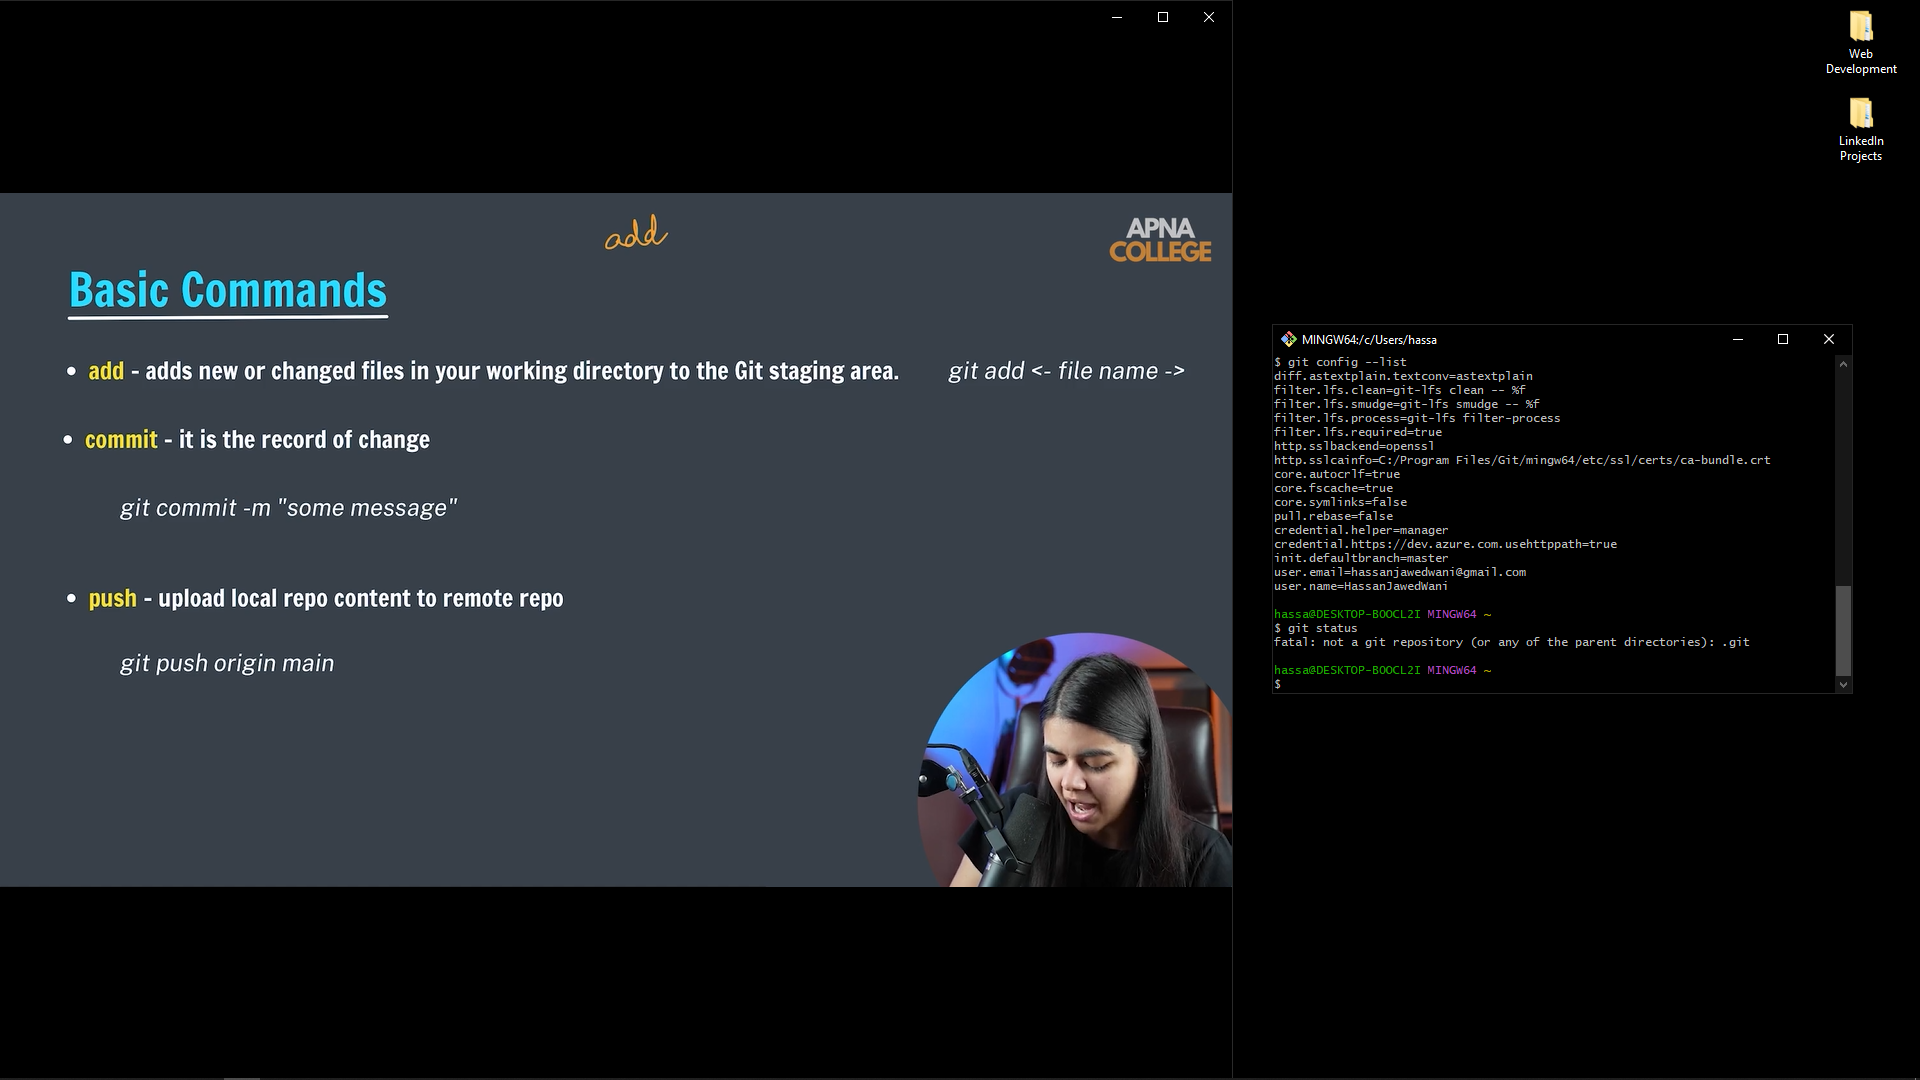 add
APNA
COLLEGE
Basic Commands
• add - adds new or changed files in your working directory to the Git staging area. git add <- file name ->
• commit - it is the record of change
git commit -m "some message"
• push - upload local repo content to remote repo
git push origin main
Web
Development
LinkedIn
Projects
MINGW64:/c/Users/hassa
$ git config --list
diff.astextplain.textconv=astextplain
filter.lfs.clean=git-lfs clean -- %f
filter.lfs.smudge=git-lfs smudge -- %f
filter.lfs.process=git-lfs filter-process
filter.lfs.required=true
http.sslbackend=openssl
http.sslcainfo=C:/Program Files/Git/mingw64/etc/ssl/certs/ca-bundle.crt
core.autocrlf=true
core.fscache=true
core.symlinks=false
pull.rebase=false
credential.helper=manager
credential.https://dev.azure.com.usehttppath=true
init.defaultbranch=master
user.email=hassanjawedwani@gmail.com
user.name=HassanJawedWani
hassa@DESKTOP-BOOCL2I MINGW64 ~
$ git status
fatal: not a git repository (or any of the parent directories): .git
hassa@DESKTOP-BOOCL2I MINGW64 ~
$